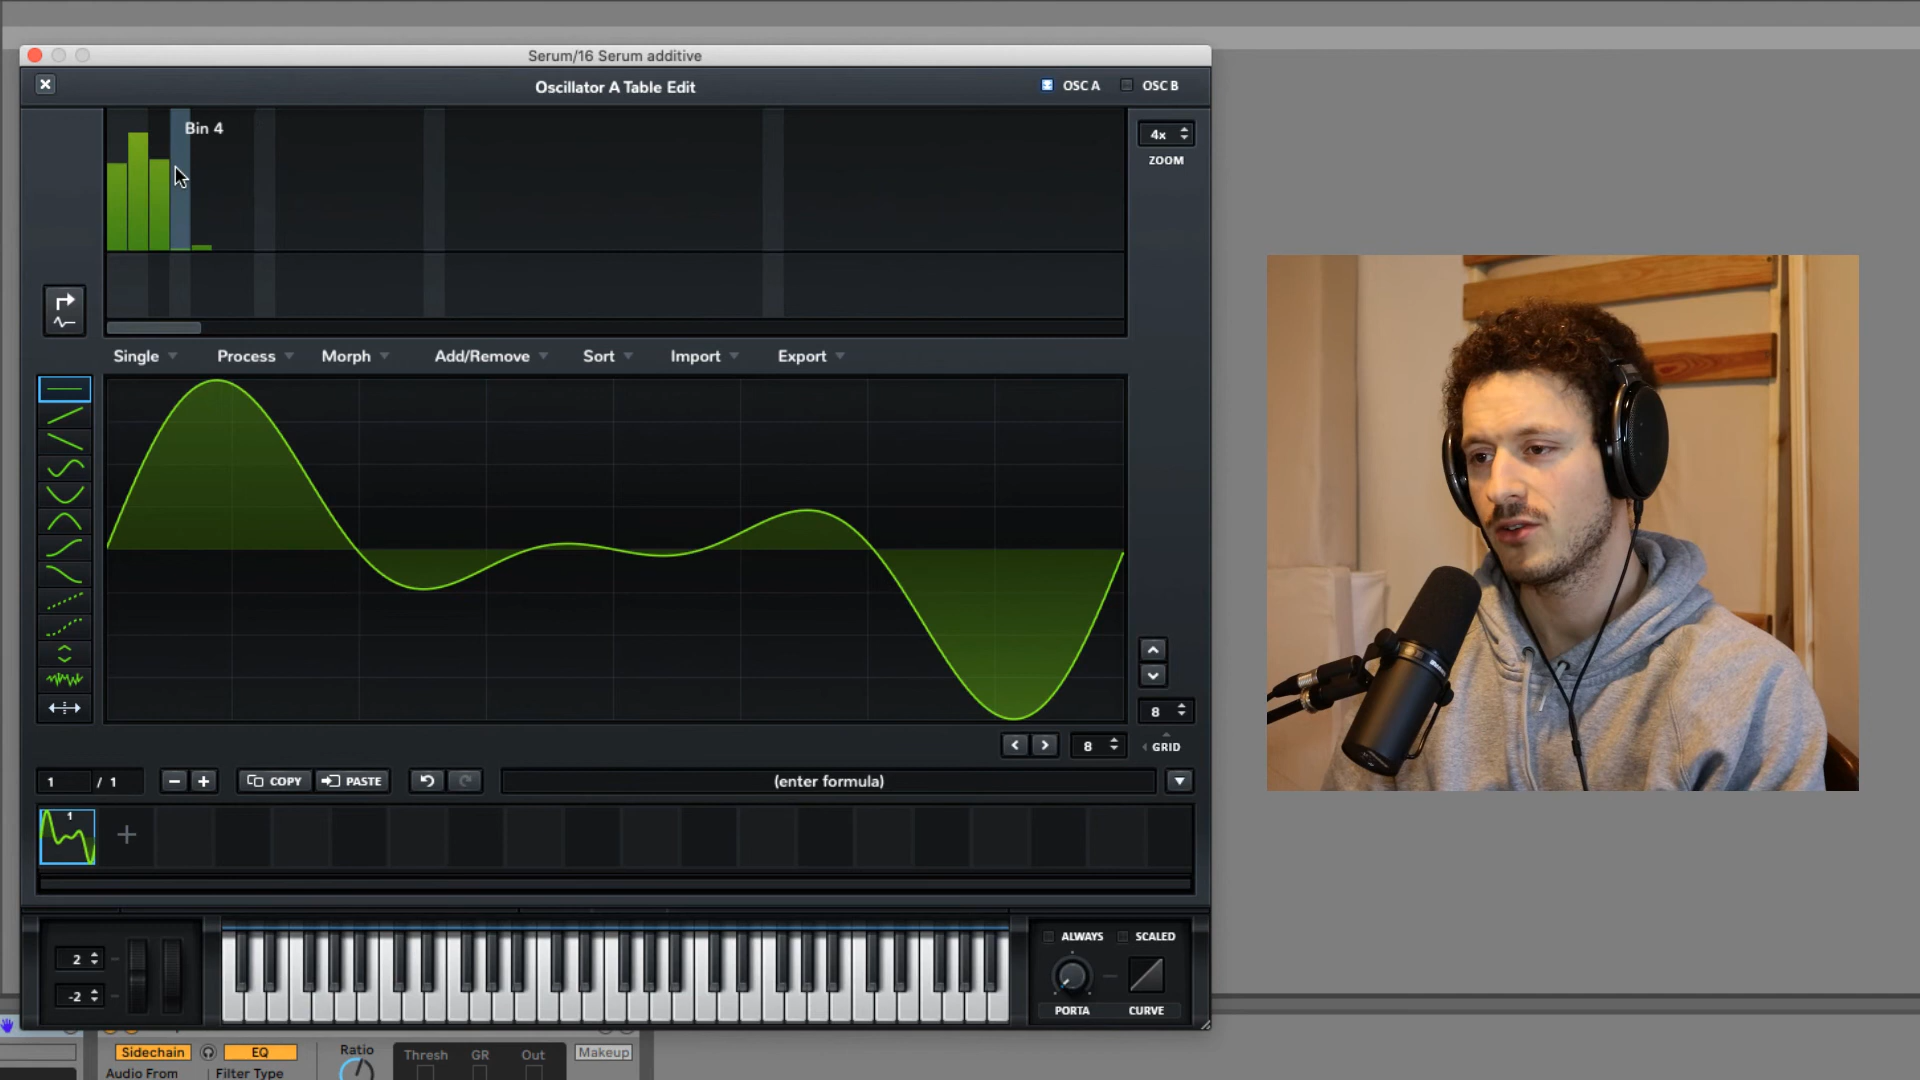 Serum/16 Serum additive
Oscillator A Table Edit
OSC A
OSC B
Bin 4
4x
ZOOM
Single
Process
Morph
Add/Remove
Sort
Import
Export
8
8
GRID
1
/ 1
COPY
PASTE
(enter formula)
1
2
-2
ALWAYS
SCALED
PORTA
CURVE
Sidechain
EQ
Ratio
Thresh
GR
Out
Makeup
Audio From
Filter Type